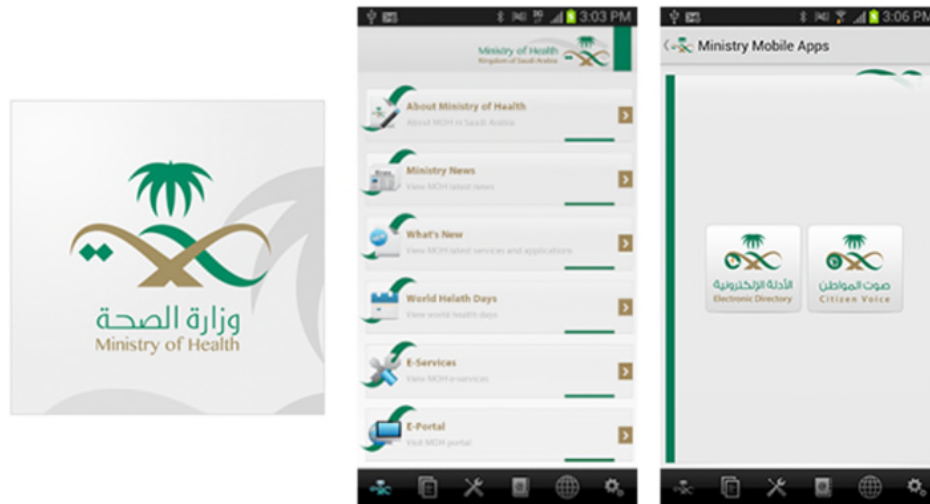 وزارة الصحة
Ministry of Health
3:03 PM
Ministry of Health
Kingdom of Saudi Arabia
About Ministry of Health
About MOH in Saudi Arabia
Ministry News
View MOH latest news
What's New
View MOH latest services and applications
World Helath Days
View world health days
E-Services
View MOH e-services
E-Portal
Visit MOH portal
3:06 PM
Ministry Mobile Apps
الأدلة الإلكترونية
Electronic Directory
صوت المواطن
Citizen Voice